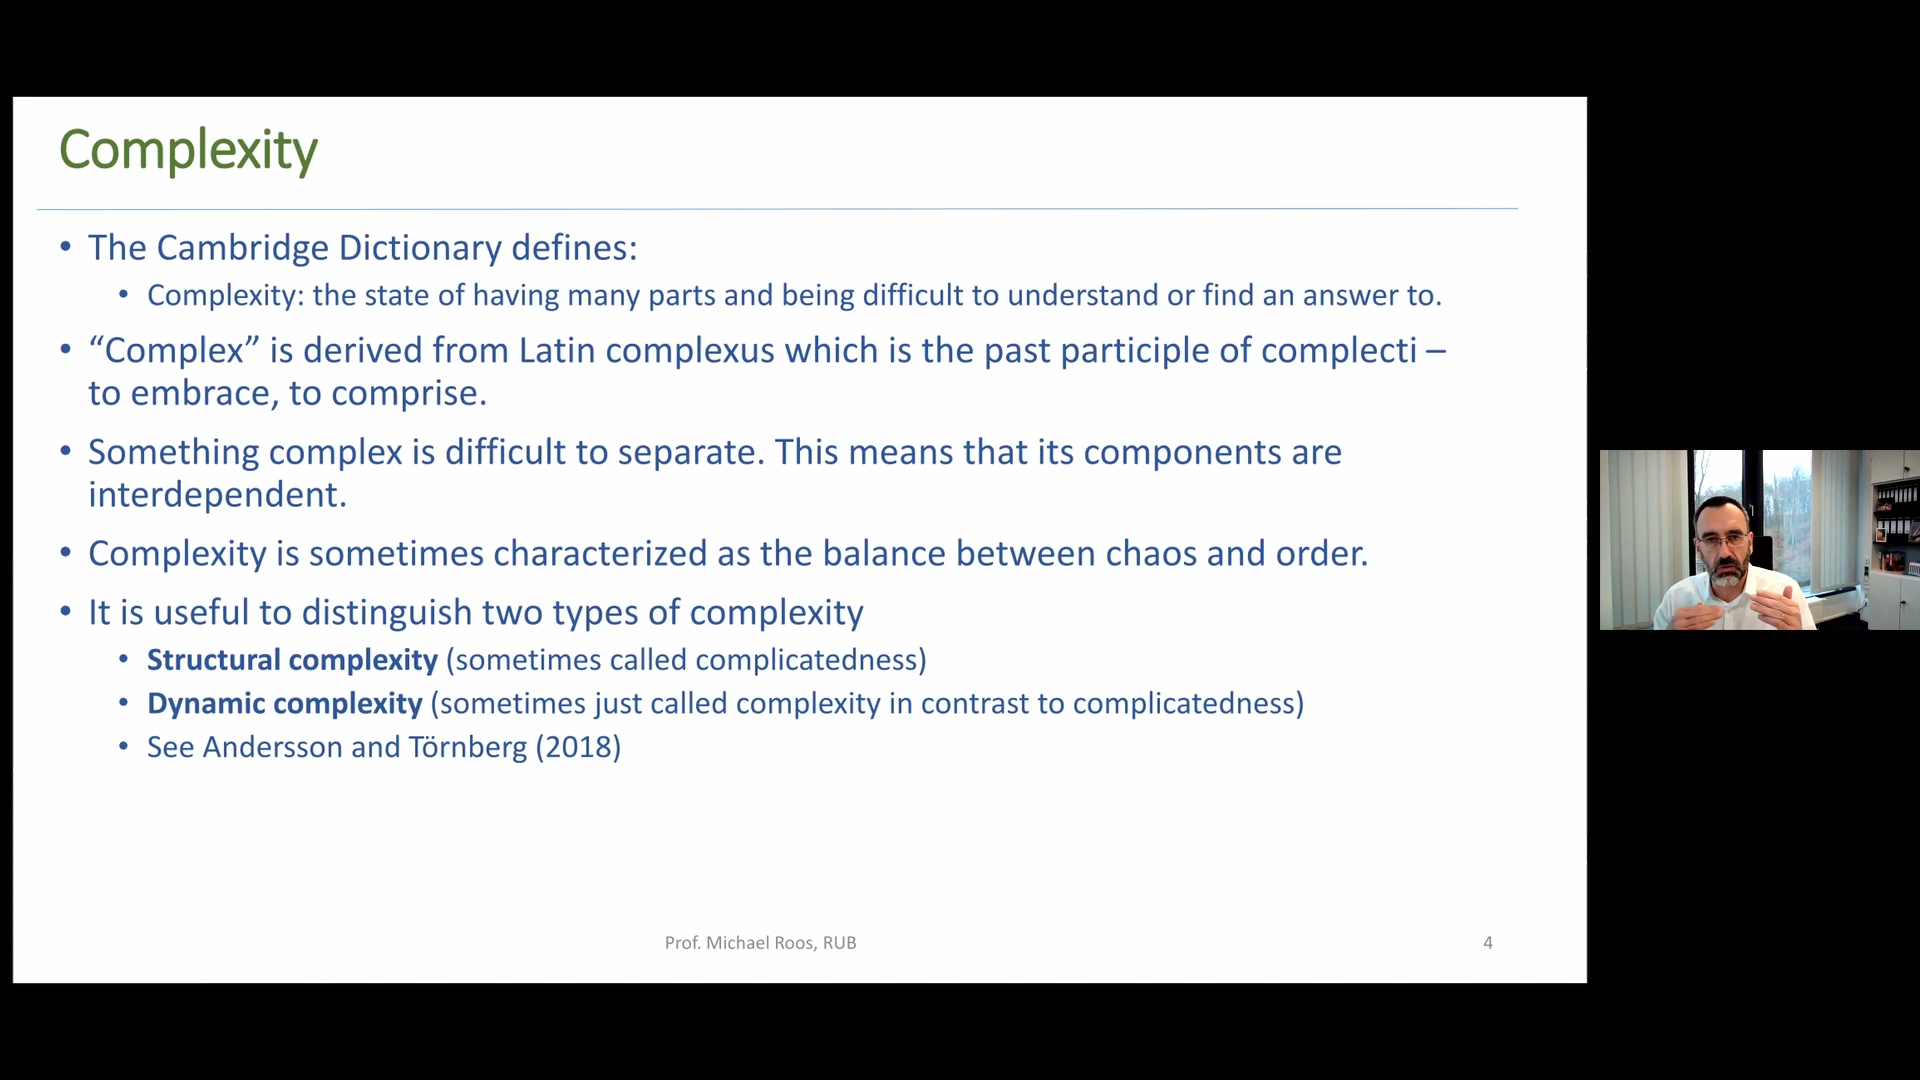 Complexity
• The Cambridge Dictionary defines:
• Complexity: the state of having many parts and being difficult to understand or find an answer to.
• “Complex” is derived from Latin complexus which is the past participle of complecti –
to embrace, to comprise.
• Something complex is difficult to separate. This means that its components are
interdependent.
• Complexity is sometimes characterized as the balance between chaos and order.
• It is useful to distinguish two types of complexity
• Structural complexity (sometimes called complicatedness)
• Dynamic complexity (sometimes just called complexity in contrast to complicatedness)
• See Andersson and Törnberg (2018)
Prof. Michael Roos, RUB
4